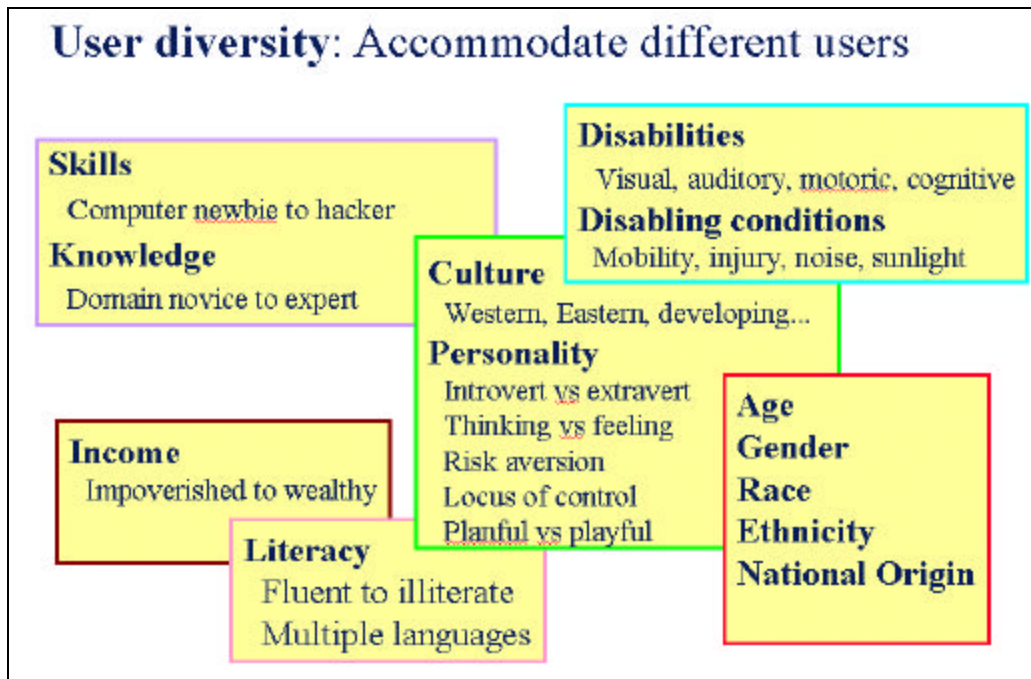 User diversity: Accommodate different users
Skills
Computer newbie to hacker
Knowledge
Domain novice to expert
Disabilities
Visual, auditory, motoric, cognitive
Disabling conditions
Mobility, injury, noise, sunlight
Culture
Western, Eastern, developing...
Personality
Introvert vs extravert
Thinking vs feeling
Risk aversion
Locus of control
Planful vs playful
Age
Gender
Race
Ethnicity
National Origin
Income
Impoverished to wealthy
Literacy
Fluent to illiterate
Multiple languages